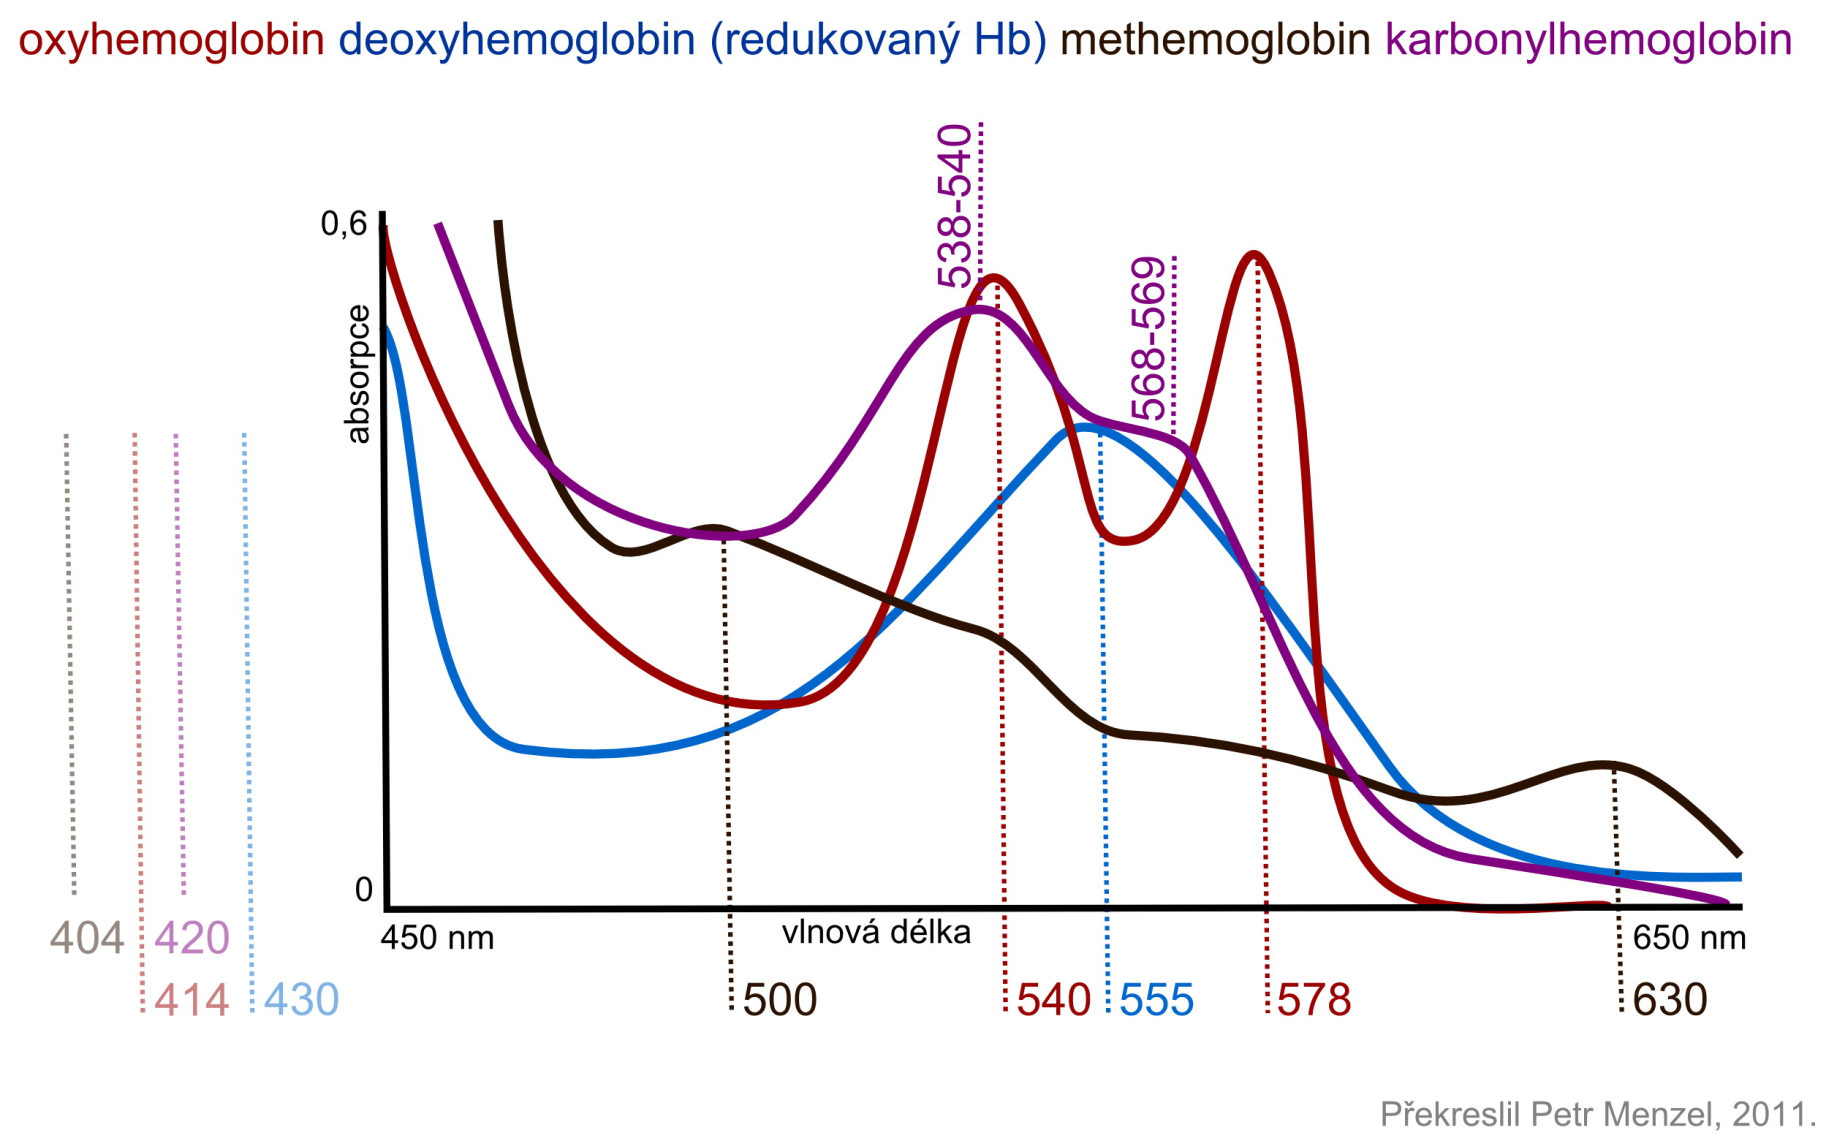 oxyhemoglobin deoxyhemoglobin (redukovaný Hb) methemoglobin karbonylhemoglobin
538-540
568-569
0,6
absorpce
0
450 nm
vlnová délka
650 nm
404
420
414
430
500
540
555
578
630
Překreslil Petr Menzel, 2011.